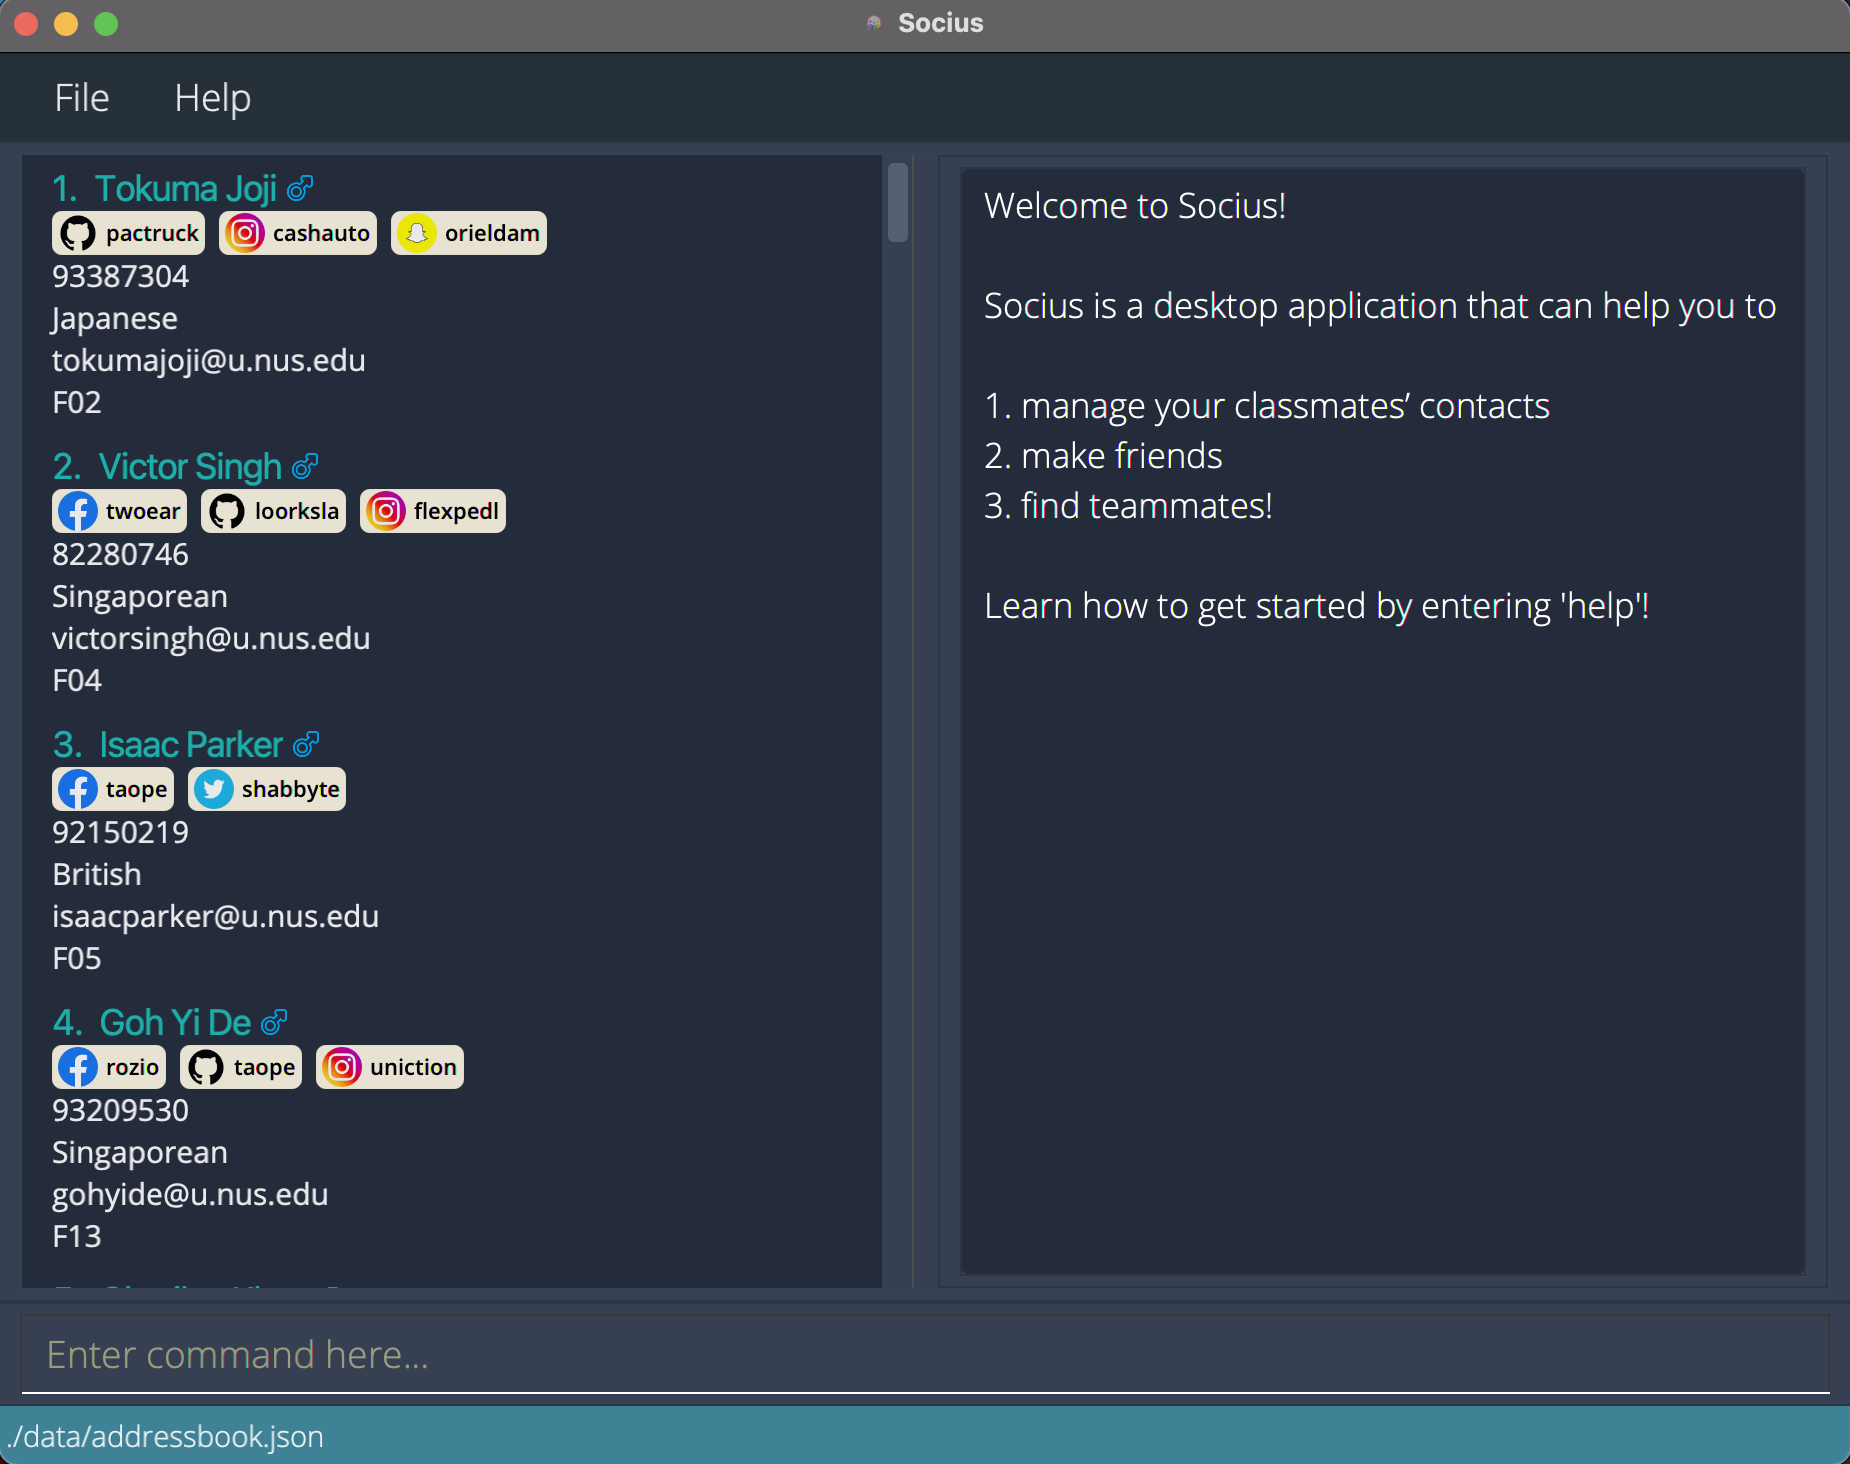 Socius
File Help
1. Tokuma Joji ♂
pactruck cashauto orieldam
93387304
Japanese
tokumajoji@u.nus.edu
F02
2. Victor Singh ♂
twoear loorksla flexpedl
82280746
Singaporean
victorsingh@u.nus.edu
F04
3. Isaac Parker ♂
taope shabbyte
92150219
British
isaacparker@u.nus.edu
F05
4. Goh Yi De ♂
rozio taope uniction
93209530
Singaporean
gohyide@u.nus.edu
F13
Welcome to Socius!
Socius is a desktop application that can help you to
1. manage your classmates’ contacts
2. make friends
3. find teammates!
Learn how to get started by entering 'help'!
Enter command here...
./data/addressbook.json